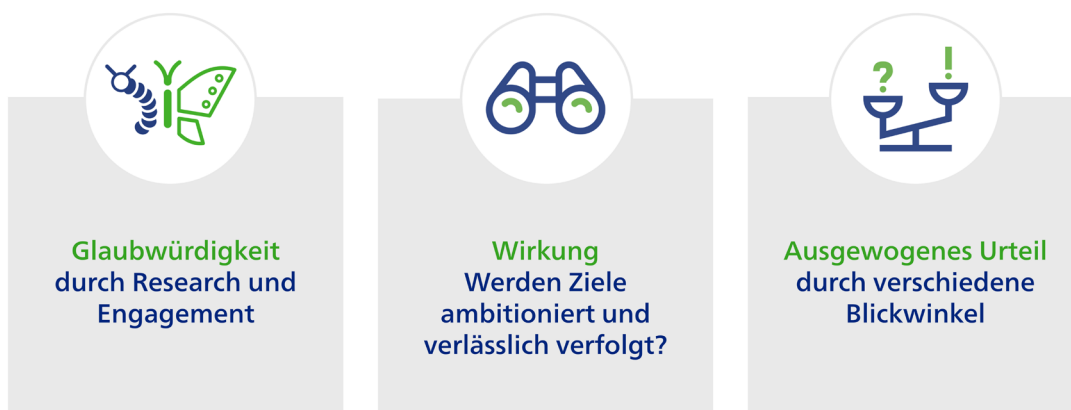 ?
!
Glaubwürdigkeit
durch Research und
Engagement
Wirkung
Werden Ziele
ambitioniert und
verlässlich verfolgt?
Ausgewogenes Urteil
durch verschiedene
Blickwinkel